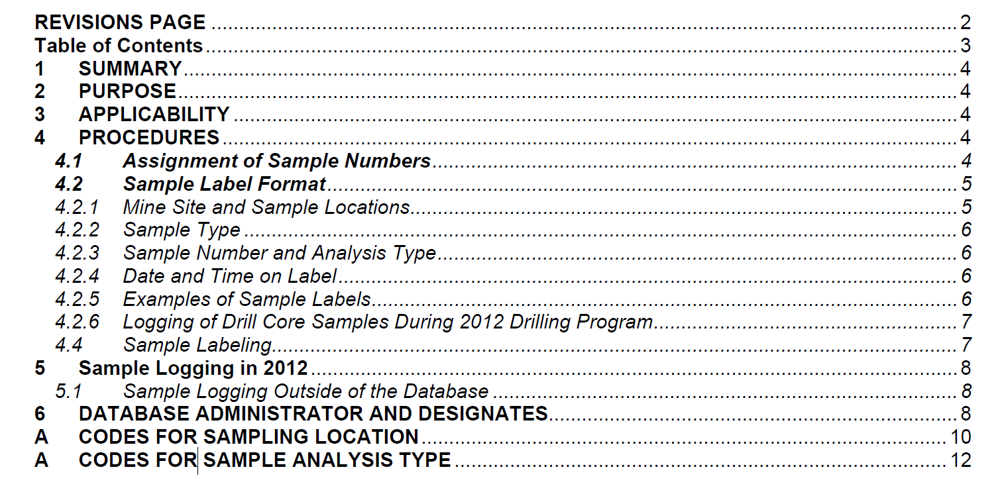 REVISIONS PAGE ........................................ 2
Table of Contents ........................................ 3
1 SUMMARY ........................................ 4
2 PURPOSE ........................................ 4
3 APPLICABILITY ........................................ 4
4 PROCEDURES ........................................ 4
4.1 Assignment of Sample Numbers ........................................ 4
4.2 Sample Label Format ........................................ 5
4.2.1 Mine Site and Sample Locations ........................................ 5
4.2.2 Sample Type ........................................ 6
4.2.3 Sample Number and Analysis Type ........................................ 6
4.2.4 Date and Time on Label ........................................ 6
4.2.5 Examples of Sample Labels ........................................ 6
4.2.6 Logging of Drill Core Samples During 2012 Drilling Program ........................................ 7
4.4 Sample Labeling ........................................ 7
5 Sample Logging in 2012 ........................................ 8
5.1 Sample Logging Outside of the Database ........................................ 8
6 DATABASE ADMINISTRATOR AND DESIGNATES ........................................ 8
A CODES FOR SAMPLING LOCATION ........................................ 10
A CODES FOR SAMPLE ANALYSIS TYPE ........................................ 12